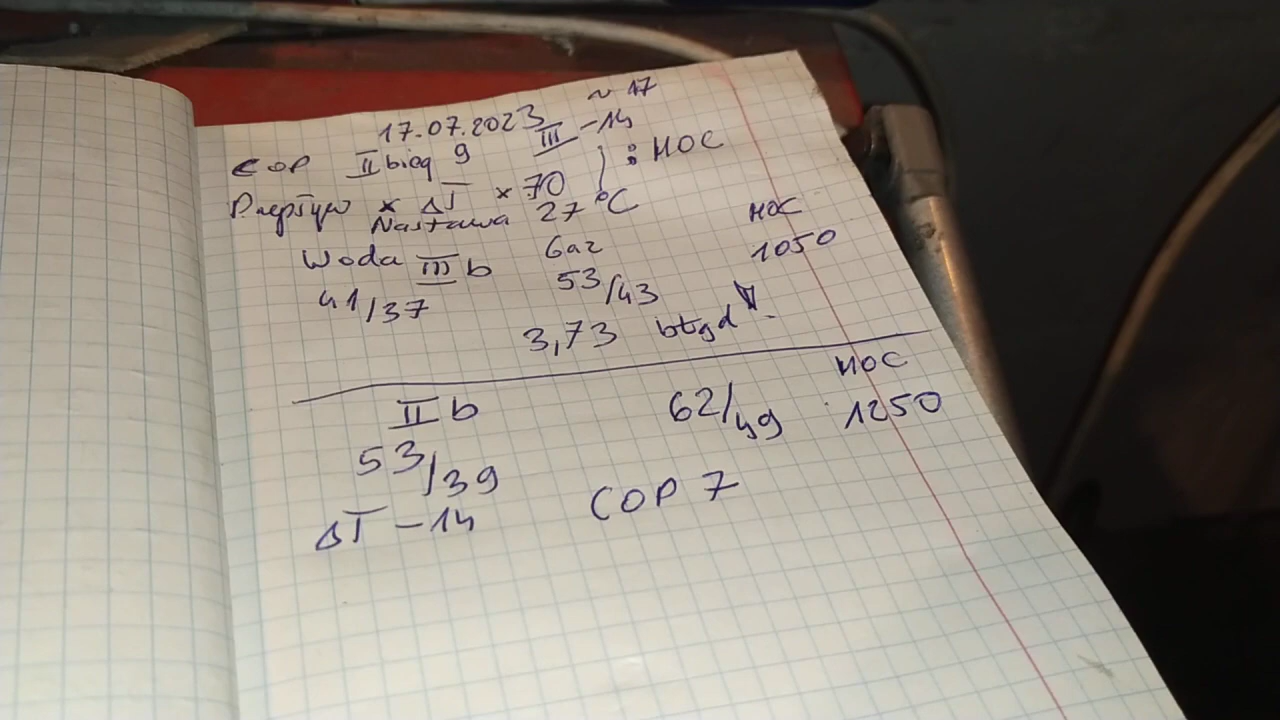 ~ 17
17.07.2023 III -14
COP II bieg 9 : MOC
Przepływ × ΔT × 70
Nastawa 27 °C
Woda III b Gaz MOC
41/37 53/43 1050
3,73 błąd
II b 62/49 MOC
53/39 1250
ΔT -14 COP 7